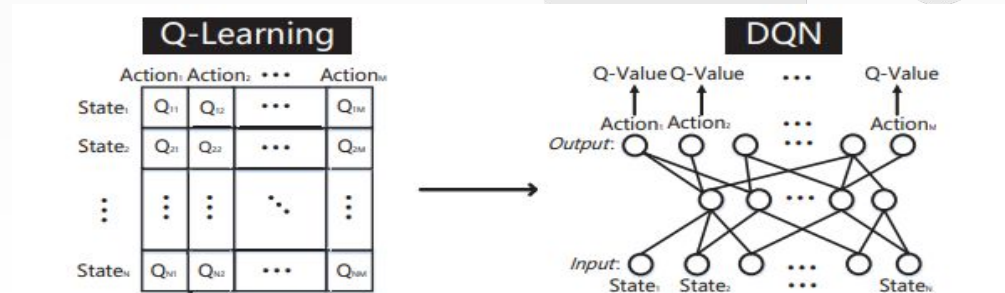 Q-Learning
Action₁ Action₂ ••• Actionₘ
State₁ Q₁₁ Q₁₂ ••• Q₁ₘ
State₂ Q₂₁ Q₂₂ ••• Q₂ₘ
Stateₙ Qₙ₁ Qₙ₂ ••• Qₙₘ
DQN
Q-Value Q-Value ••• Q-Value
Action₁ Action₂ ••• Actionₘ
Output: •••
•••
Input: •••
State₁ State₂ ••• Stateₙ